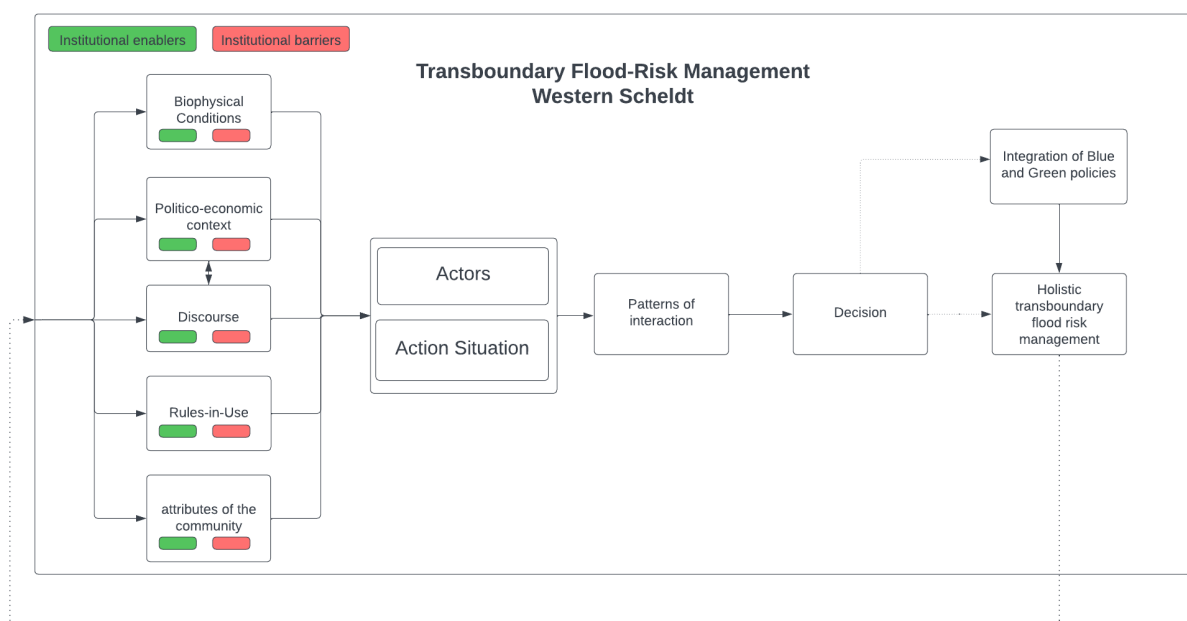 Institutional enablers
Institutional barriers
Transboundary Flood-Risk Management
Western Scheldt
Biophysical
Conditions
Politico-economic
context
Discourse
Rules-in-Use
attributes of the
community
Actors
Action Situation
Patterns of
interaction
Decision
Integration of Blue
and Green policies
Holistic
transboundary
flood risk
management